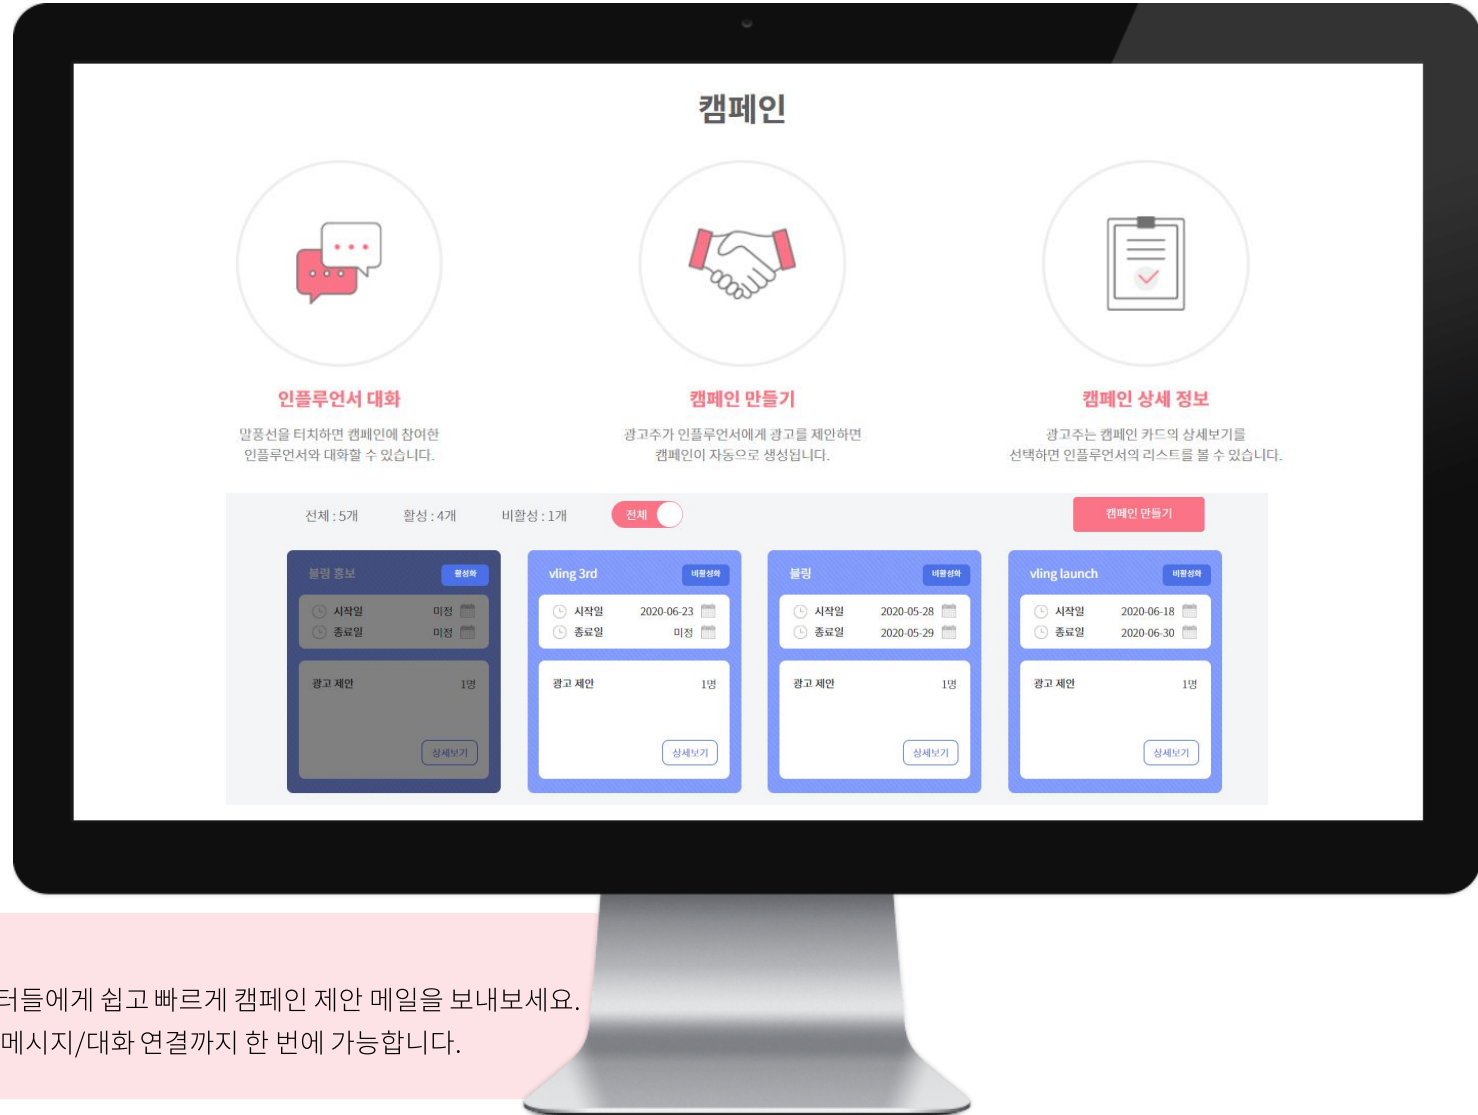 캠페인
인플루언서 대화
말풍선을 터치하면 캠페인에 참여한
인플루언서와 대화할 수 있습니다.
캠페인 만들기
광고주가 인플루언서에게 광고를 제안하면
캠페인이 자동으로 생성됩니다.
캠페인 상세 정보
광고주는 캠페인 카드의 상세보기를
선택하면 인플루언서의 리스트를 볼 수 있습니다.
전체 : 5개 활성 : 4개 비활성 : 1개 전체 캠페인 만들기
블링 홍보 활성화
시작일 미정
종료일 미정
광고 제안 1명
상세보기
vling 3rd 비활성화
시작일 2020-06-23
종료일 미정
광고 제안 1명
상세보기
블링 비활성화
시작일 2020-05-28
종료일 2020-05-29
광고 제안 1명
상세보기
vling launch 비활성화
시작일 2020-06-18
종료일 2020-06-30
광고 제안 1명
상세보기
터들에게 쉽고 빠르게 캠페인 제안 메일을 보내보세요.
메시지/대화 연결까지 한 번에 가능합니다.